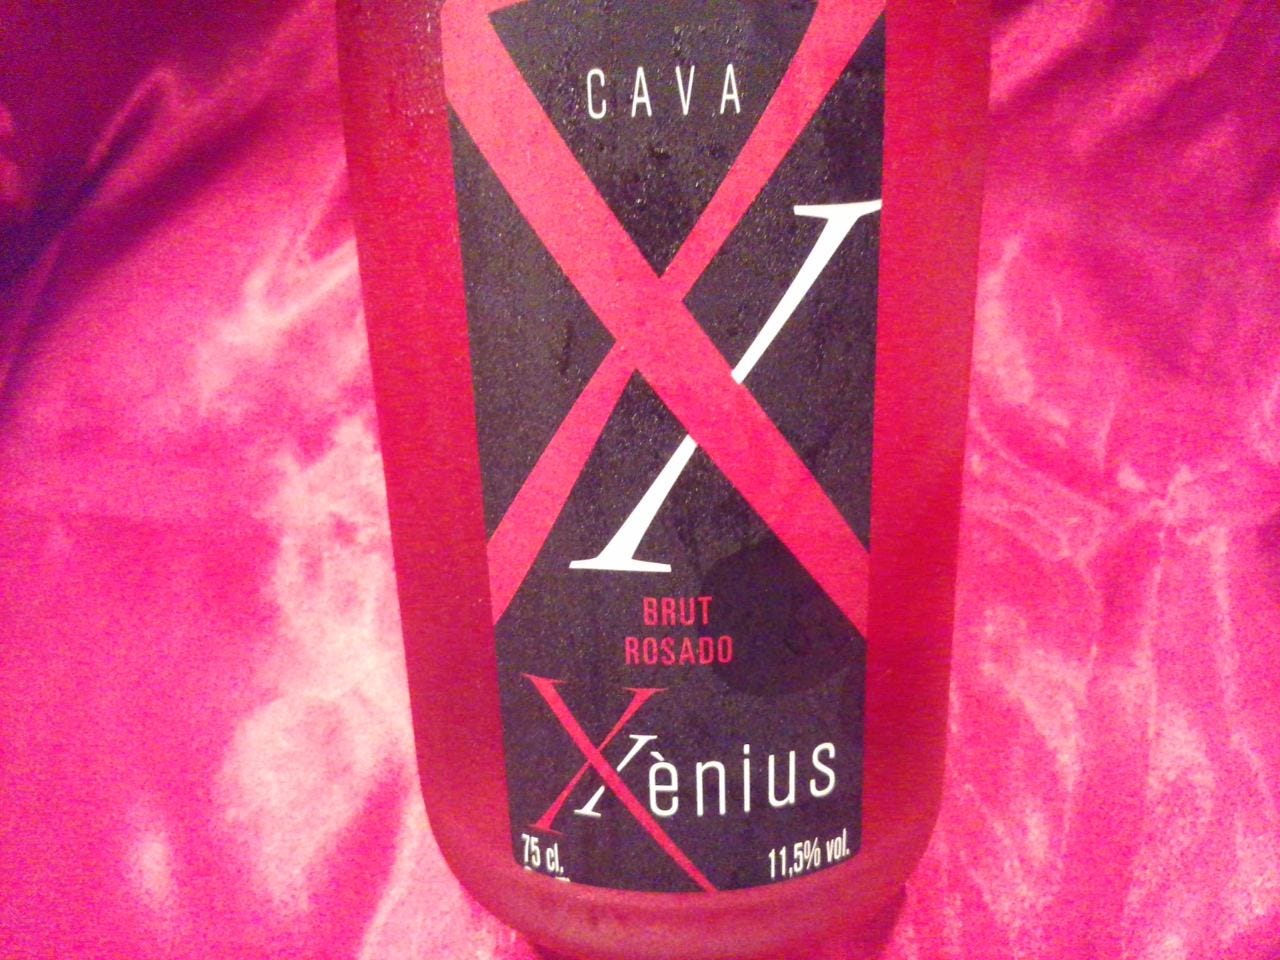 CAVA
BRUT
ROSADO
Xènius
75 cl.
11,5% vol.